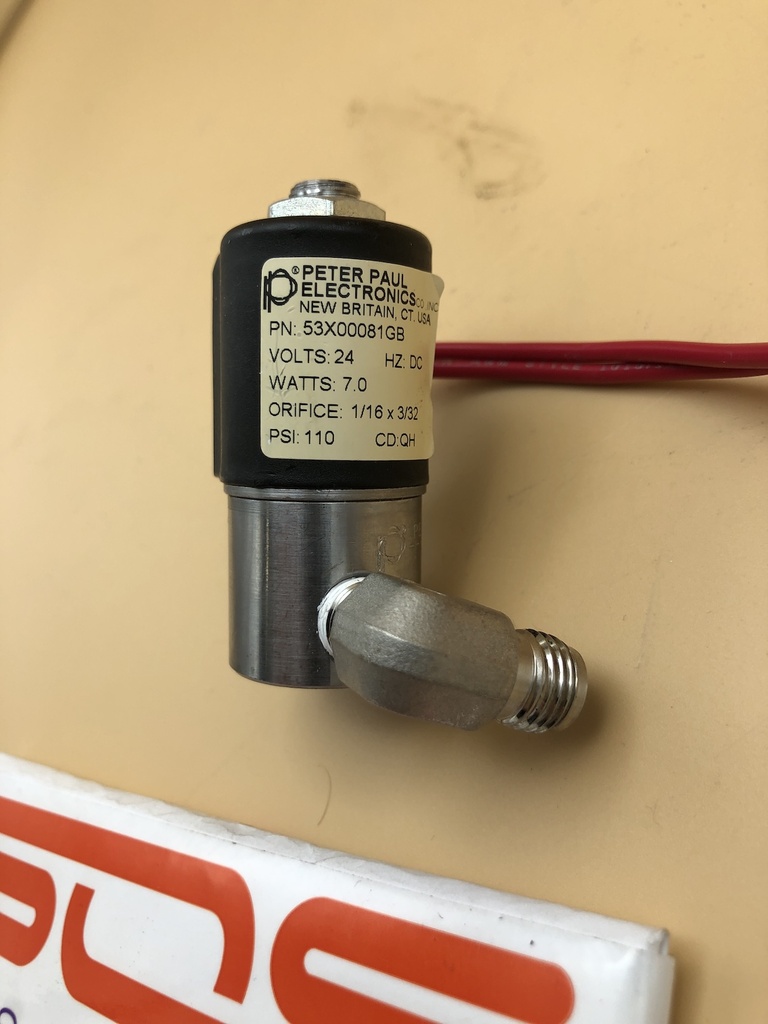 ® PETER PAUL
ELECTRONICS CO. INC.
NEW BRITAIN, CT. USA
PN: 53X00081GB
VOLTS: 24 HZ: DC
WATTS: 7.0
ORIFICE: 1/16 x 3/32
PSI: 110 CD:QH